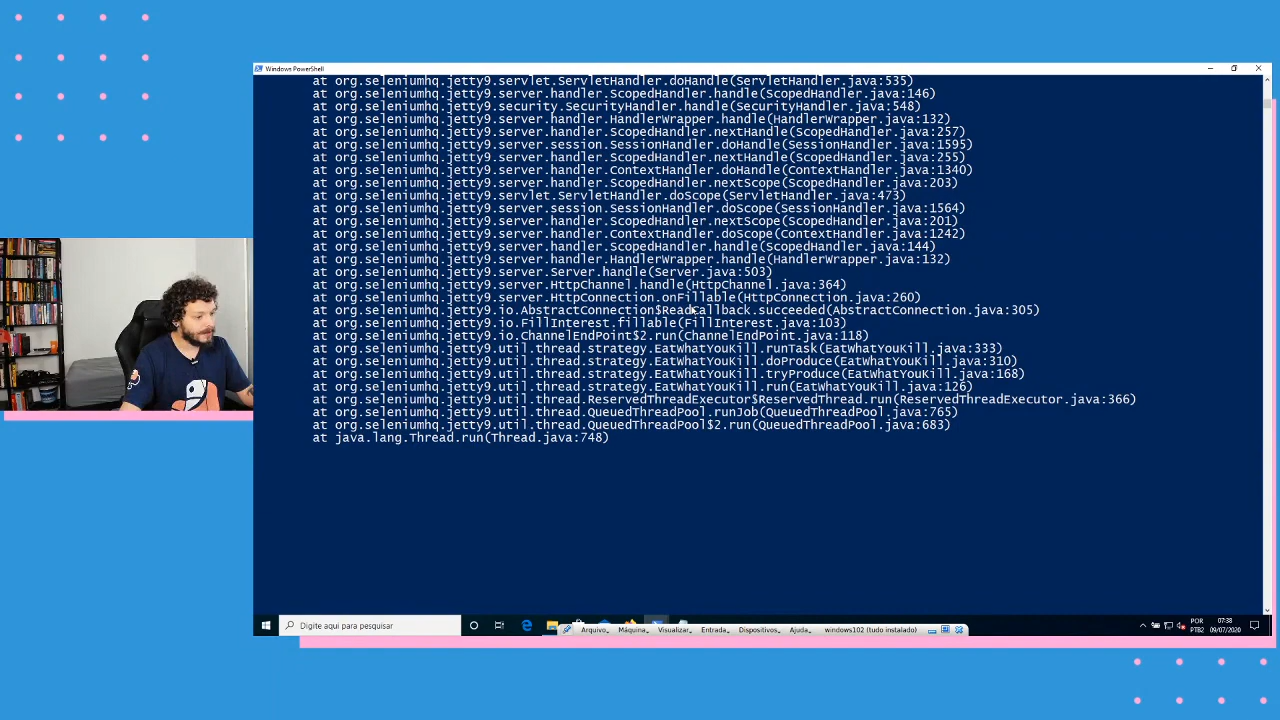 Windows PowerShell
at org.seleniumhq.jetty9.servlet.ServletHandler.doHandle(ServletHandler.java:535)
at org.seleniumhq.jetty9.server.handler.ScopedHandler.handle(ScopedHandler.java:146)
at org.seleniumhq.jetty9.security.SecurityHandler.handle(SecurityHandler.java:548)
at org.seleniumhq.jetty9.server.handler.HandlerWrapper.handle(HandlerWrapper.java:132)
at org.seleniumhq.jetty9.server.handler.ScopedHandler.nextHandle(ScopedHandler.java:257)
at org.seleniumhq.jetty9.server.session.SessionHandler.doHandle(SessionHandler.java:1595)
at org.seleniumhq.jetty9.server.handler.ScopedHandler.nextHandle(ScopedHandler.java:255)
at org.seleniumhq.jetty9.server.handler.ContextHandler.doHandle(ContextHandler.java:1340)
at org.seleniumhq.jetty9.server.handler.ScopedHandler.nextScope(ScopedHandler.java:203)
at org.seleniumhq.jetty9.servlet.ServletHandler.doScope(ServletHandler.java:473)
at org.seleniumhq.jetty9.server.session.SessionHandler.doScope(SessionHandler.java:1564)
at org.seleniumhq.jetty9.server.handler.ScopedHandler.nextScope(ScopedHandler.java:201)
at org.seleniumhq.jetty9.server.handler.ContextHandler.doScope(ContextHandler.java:1242)
at org.seleniumhq.jetty9.server.handler.ScopedHandler.handle(ScopedHandler.java:144)
at org.seleniumhq.jetty9.server.handler.HandlerWrapper.handle(HandlerWrapper.java:132)
at org.seleniumhq.jetty9.server.Server.handle(Server.java:503)
at org.seleniumhq.jetty9.server.HttpChannel.handle(HttpChannel.java:364)
at org.seleniumhq.jetty9.server.HttpConnection.onFillable(HttpConnection.java:260)
at org.seleniumhq.jetty9.io.AbstractConnection$ReadCallback.succeeded(AbstractConnection.java:305)
at org.seleniumhq.jetty9.io.FillInterest.fillable(FillInterest.java:103)
at org.seleniumhq.jetty9.io.ChannelEndPoint$2.run(ChannelEndPoint.java:118)
at org.seleniumhq.jetty9.util.thread.strategy.EatWhatYouKill.runTask(EatWhatYouKill.java:333)
at org.seleniumhq.jetty9.util.thread.strategy.EatWhatYouKill.doProduce(EatWhatYouKill.java:310)
at org.seleniumhq.jetty9.util.thread.strategy.EatWhatYouKill.tryProduce(EatWhatYouKill.java:168)
at org.seleniumhq.jetty9.util.thread.strategy.EatWhatYouKill.run(EatWhatYouKill.java:126)
at org.seleniumhq.jetty9.util.thread.ReservedThreadExecutor$ReservedThread.run(ReservedThreadExecutor.java:366)
at org.seleniumhq.jetty9.util.thread.QueuedThreadPool.runJob(QueuedThreadPool.java:765)
at org.seleniumhq.jetty9.util.thread.QueuedThreadPool$2.run(QueuedThreadPool.java:683)
at java.lang.Thread.run(Thread.java:748)
Digite aqui para pesquisar
Arquivo Máquina Visualizar Entrada Dispositivos Ajuda windows102 (tudo instalado)
POR 07:38
PTB2 09/07/2020